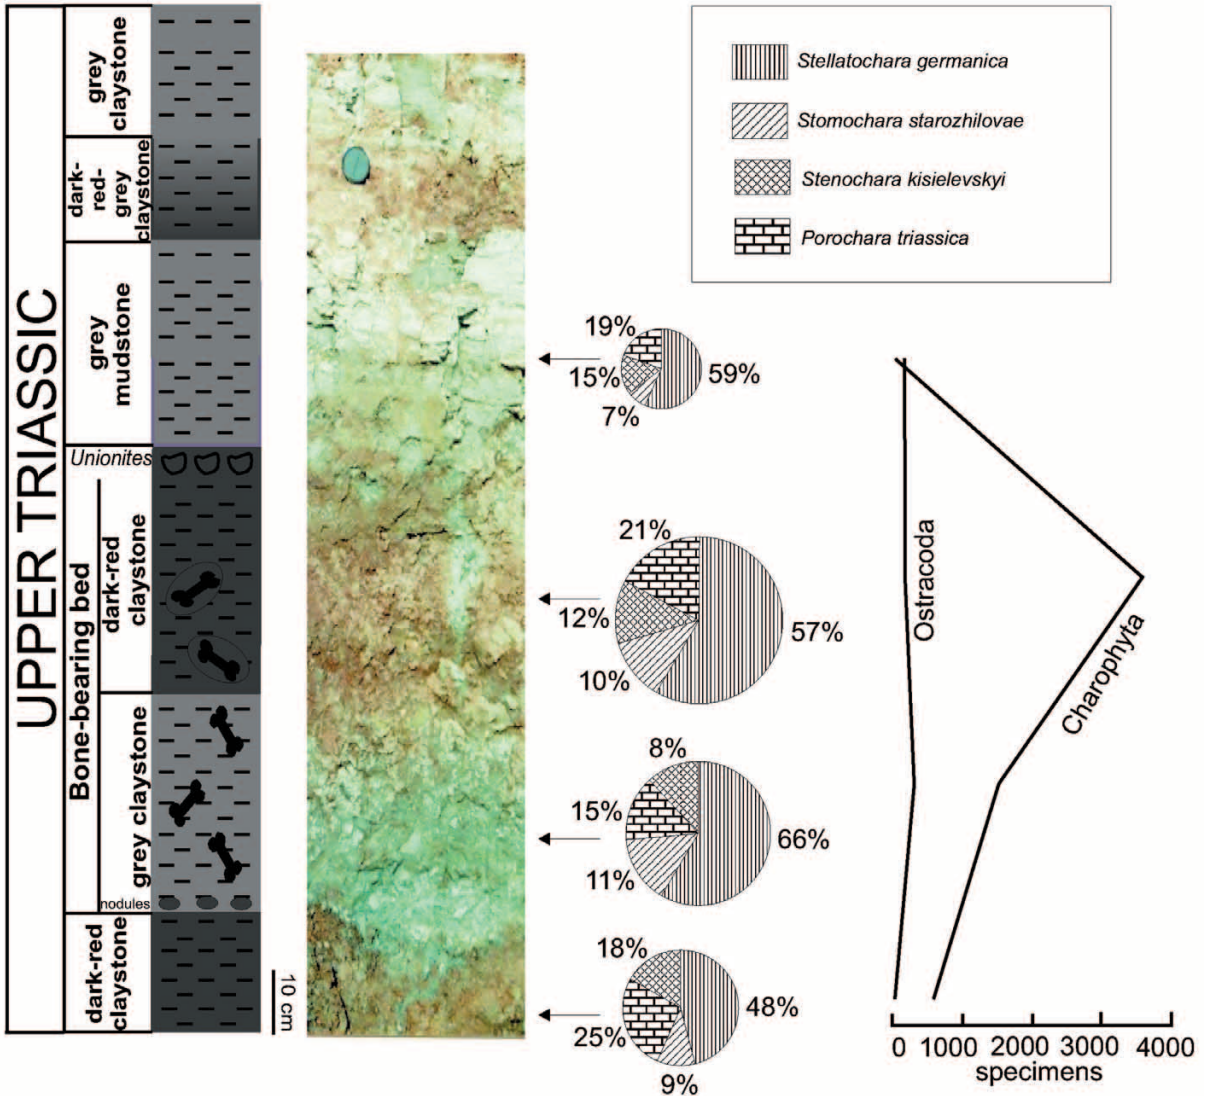 UPPER TRIASSIC
grey
claystone
dark-
red-
grey
claystone
grey
mudstone
Unionites
Bone-bearing bed
dark-red
claystone
grey claystone
nodules
dark-red
claystone
10 cm
Stellatochara germanica
Stomochara starozhilovae
Stenochara kisielevskyi
Porochara triassica
19%
15%
59%
7%
21%
12%
57%
10%
8%
15%
66%
11%
18%
48%
25%
9%
Ostracoda
Charophyta
0 1000 2000 3000 4000
specimens